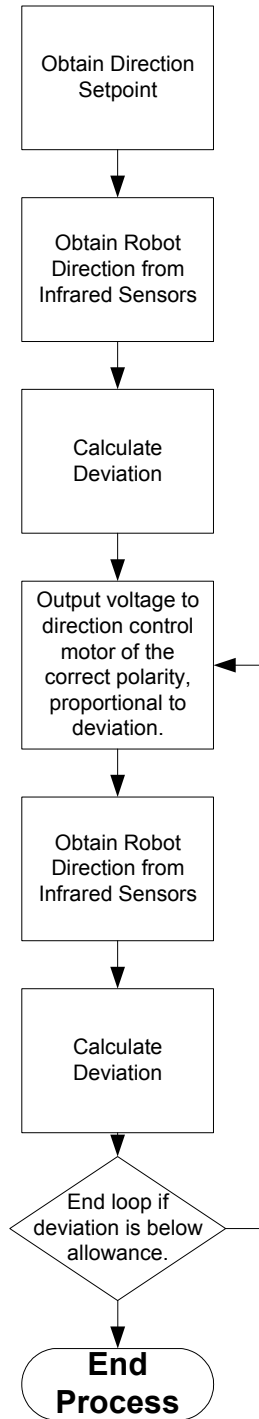 Obtain Direction
Setpoint
Obtain Robot
Direction from
Infrared Sensors
Calculate
Deviation
Output voltage to
direction control
motor of the
correct polarity,
proportional to
deviation.
Obtain Robot
Direction from
Infrared Sensors
Calculate
Deviation
End loop if
deviation is below
allowance.
End
Process